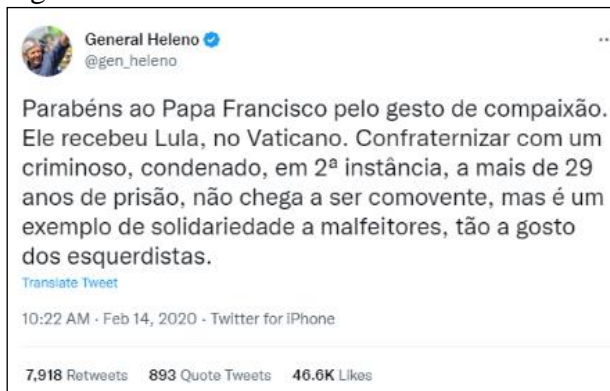 General Heleno
@gen_heleno
Parabéns ao Papa Francisco pelo gesto de compaixão.
Ele recebeu Lula, no Vaticano. Confraternizar com um
criminoso, condenado, em 2ª instância, a mais de 29
anos de prisão, não chega a ser comovente, mas é um
exemplo de solidariedade a malfeitores, tão a gosto
dos esquerdistas.
Translate Tweet
10:22 AM · Feb 14, 2020 · Twitter for iPhone
7,918 Retweets 893 Quote Tweets 46.6K Likes